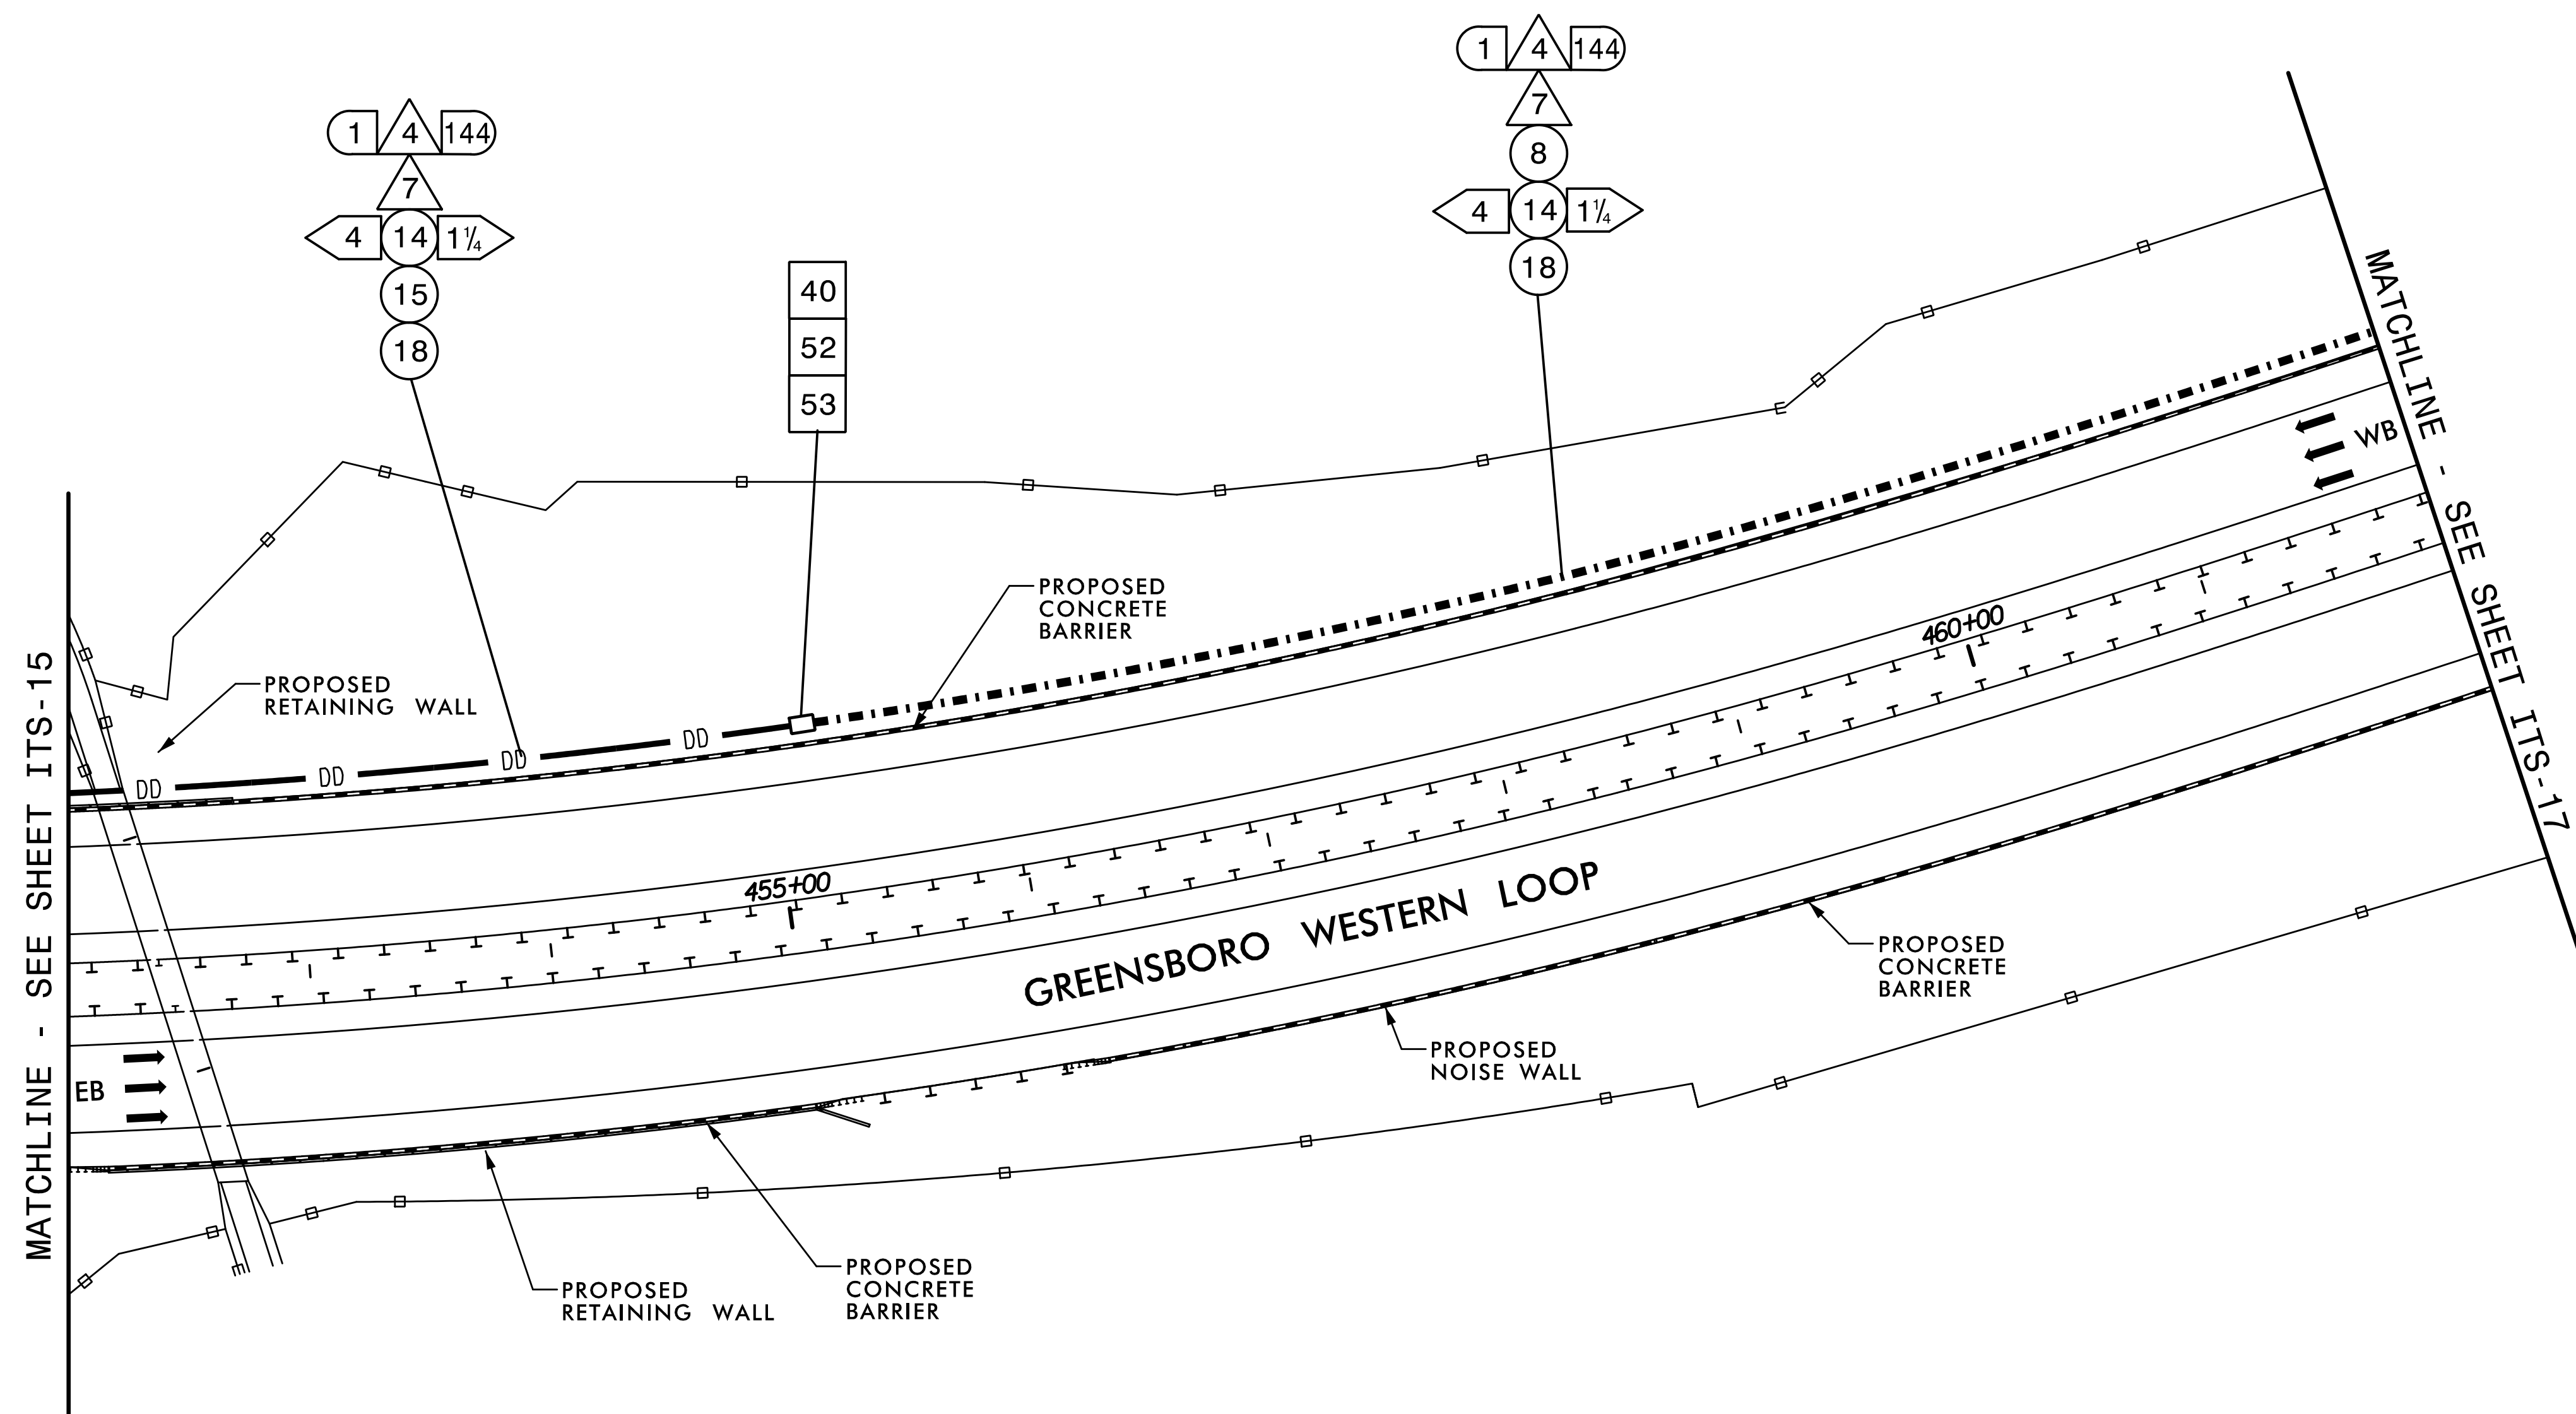 1 4 144
7
8
4 14 1¼
18
1 4 144
7
4 14 1¼
15
18
40
52
53
MATCHLINE - SEE SHEET ITS-17
WB
PROPOSED
CONCRETE
BARRIER
460+00
PROPOSED
RETAINING WALL
DD DD DD DD
MATCHLINE - SEE SHEET ITS-15
455+00
GREENSBORO WESTERN LOOP
PROPOSED
CONCRETE
BARRIER
PROPOSED
NOISE WALL
EB
PROPOSED
CONCRETE
BARRIER
PROPOSED
RETAINING WALL